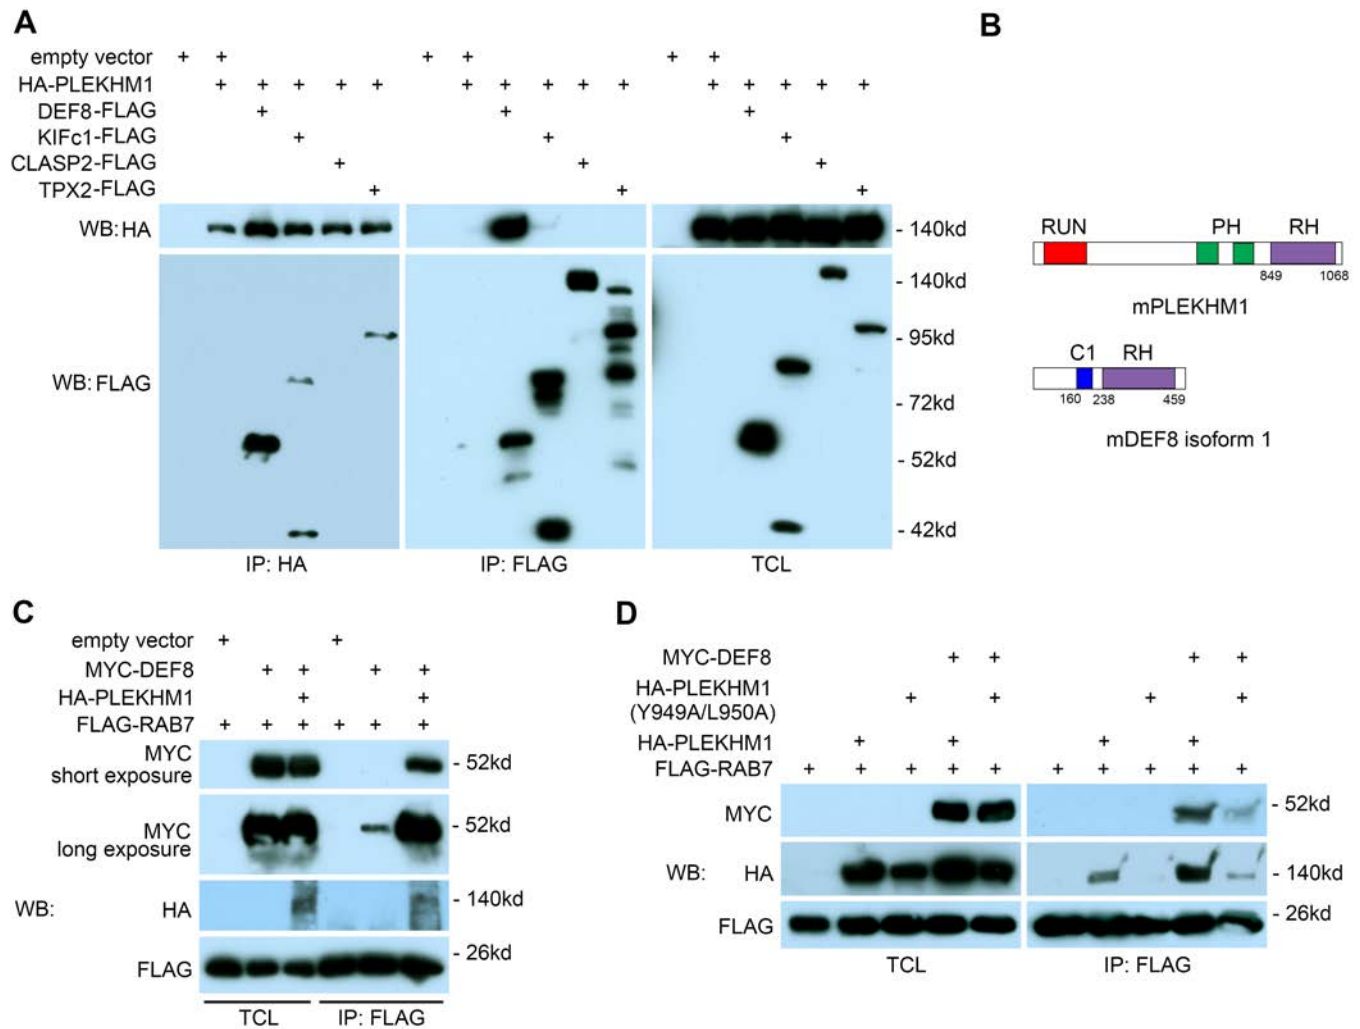 A
empty vector + + + + + +
HA-PLEKHM1 + + + + + + + + + + + + + + +
DEF8-FLAG + + +
KIFc1-FLAG + + +
CLASP2-FLAG + + +
TPX2-FLAG + + +
WB: HA
- 140kd
WB: FLAG
- 140kd
- 95kd
- 72kd
- 52kd
- 42kd
IP: HA IP: FLAG TCL
B
RUN PH RH
849 1068
mPLEKHM1
C1 RH
160 238 459
mDEF8 isoform 1
C
empty vector + +
MYC-DEF8 + + + +
HA-PLEKHM1 + +
FLAG-RAB7 + + + + + +
MYC
short exposure
- 52kd
MYC
long exposure
- 52kd
WB: HA
- 140kd
FLAG
- 26kd
TCL IP: FLAG
D
MYC-DEF8 + + + +
HA-PLEKHM1
(Y949A/L950A) + + + +
HA-PLEKHM1 + + + +
FLAG-RAB7 + + + + + + + + + +
MYC - 52kd
WB: HA - 140kd
FLAG - 26kd
TCL IP: FLAG